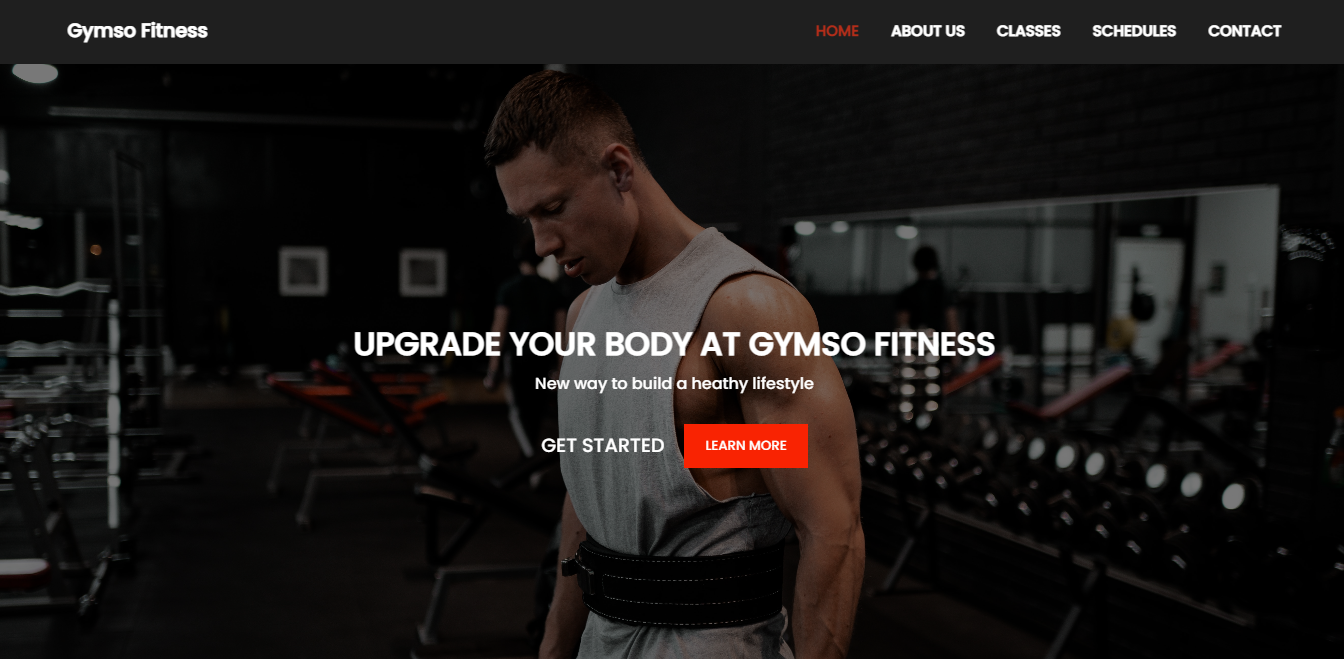 Gymso Fitness
HOME ABOUT US CLASSES SCHEDULES CONTACT
UPGRADE YOUR BODY AT GYMSO FITNESS
New way to build a heathy lifestyle
GET STARTED LEARN MORE